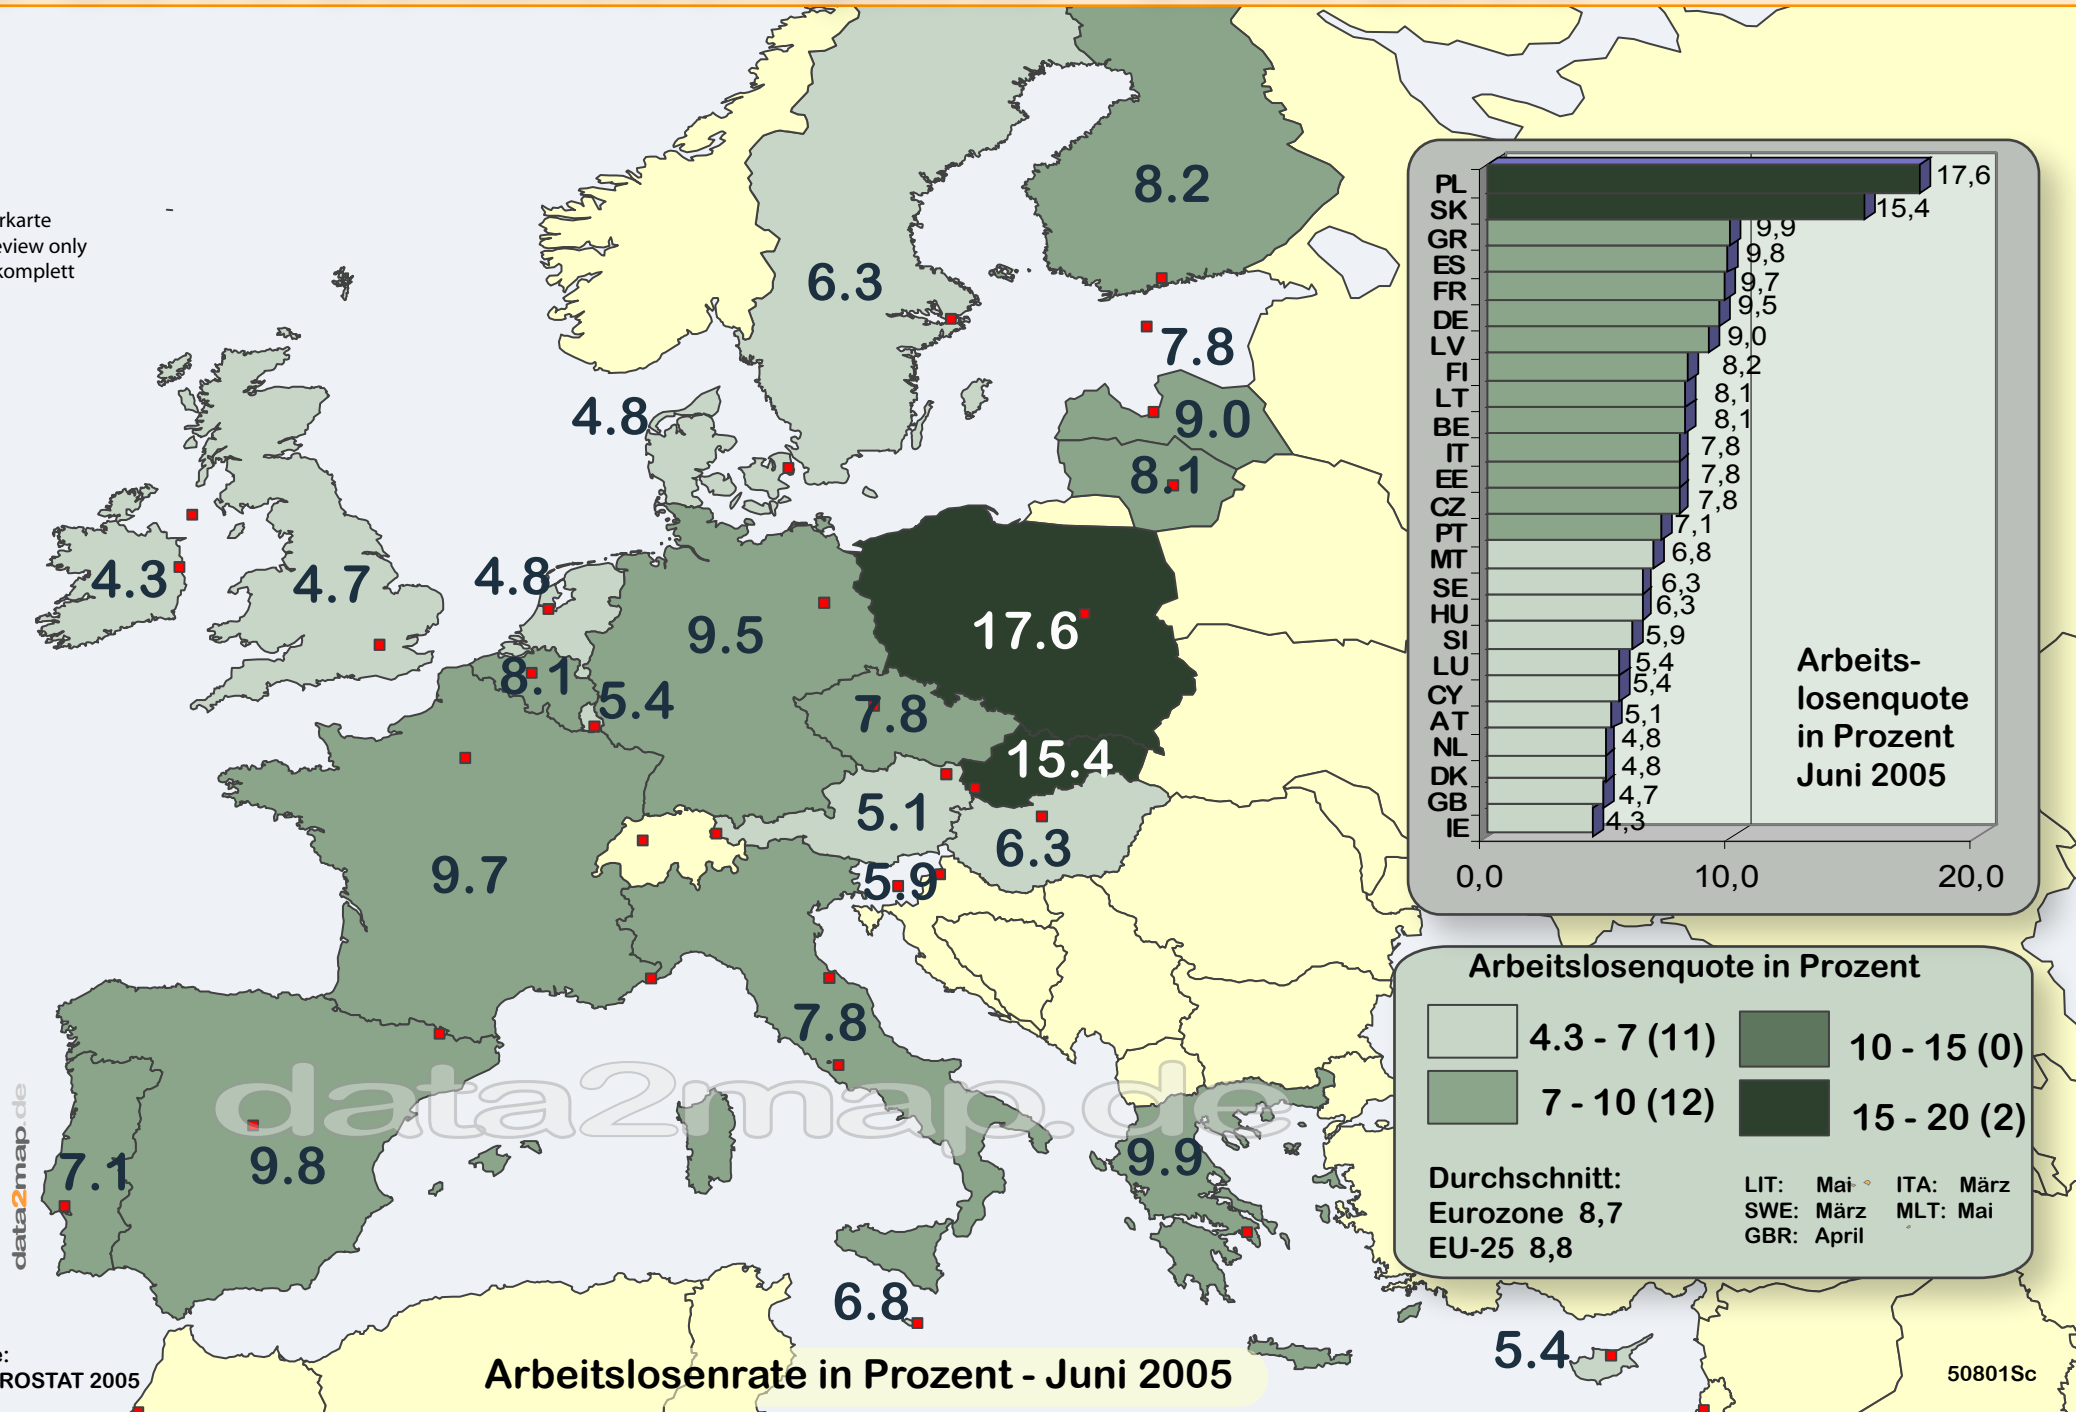 rkarte
view only
komplett
8.2
6.3
7.8
4.8
9.0
8.1
4.3
4.7
4.8
9.5
17.6
8.1
5.4
7.8
15.4
5.1
6.3
9.7
5.9
7.8
7.1
9.8
9.9
6.8
5.4
data2map.de
data2map.de
PL 17,6
SK 15,4
GR 9,9
ES 9,8
FR 9,7
DE 9,5
LV 9,0
FI 8,2
LT 8,1
BE 8,1
IT 7,8
EE 7,8
CZ 7,8
PT 7,1
MT 6,8
SE 6,3
HU 6,3
SI 5,9
LU 5,4
CY 5,4
AT 5,1
NL 4,8
DK 4,8
GB 4,7
IE 4,3
0,0 10,0 20,0
Arbeits-
losenquote
in Prozent
Juni 2005
Arbeitslosenquote in Prozent
4.3 - 7 (11) 10 - 15 (0)
7 - 10 (12) 15 - 20 (2)
Durchschnitt:
Eurozone 8,7
EU-25 8,8
LIT: Mai ITA: März
SWE: März MLT: Mai
GBR: April
e:
ROSTAT 2005
Arbeitslosenrate in Prozent - Juni 2005
50801Sc